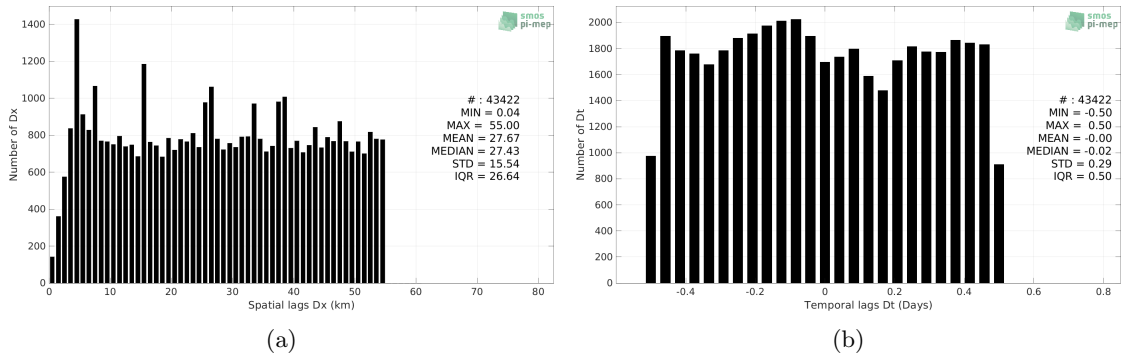 smos
pi-mep
1400
1200
1000
800
600
400
200
0
Number of Dx
# : 43422
MIN = 0.04
MAX = 55.00
MEAN = 27.67
MEDIAN = 27.43
STD = 15.54
IQR = 26.64
0 10 20 30 40 50 60 70 80
Spatial lags Dx (km)
(a)
smos
pi-mep
2000
1800
1600
1400
1200
1000
800
600
400
200
0
Number of Dt
# : 43422
MIN = -0.50
MAX = 0.50
MEAN = -0.00
MEDIAN = -0.02
STD = 0.29
IQR = 0.50
-0.4 -0.2 0 0.2 0.4 0.6 0.8
Temporal lags Dt (Days)
(b)